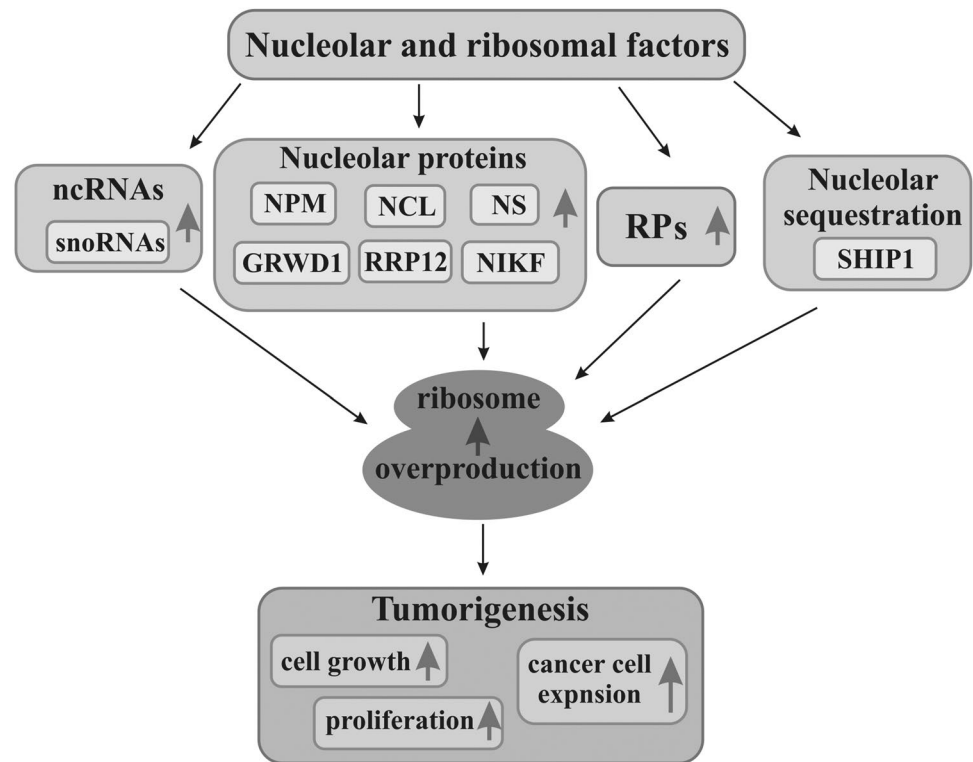 Nucleolar and ribosomal factors
ncRNAs
snoRNAs
Nucleolar proteins
NPM NCL NS
GRWD1 RRP12 NIKF
RPs
Nucleolar
sequestration
SHIP1
ribosome
overproduction
Tumorigenesis
cell growth
proliferation
cancer cell
expnsion